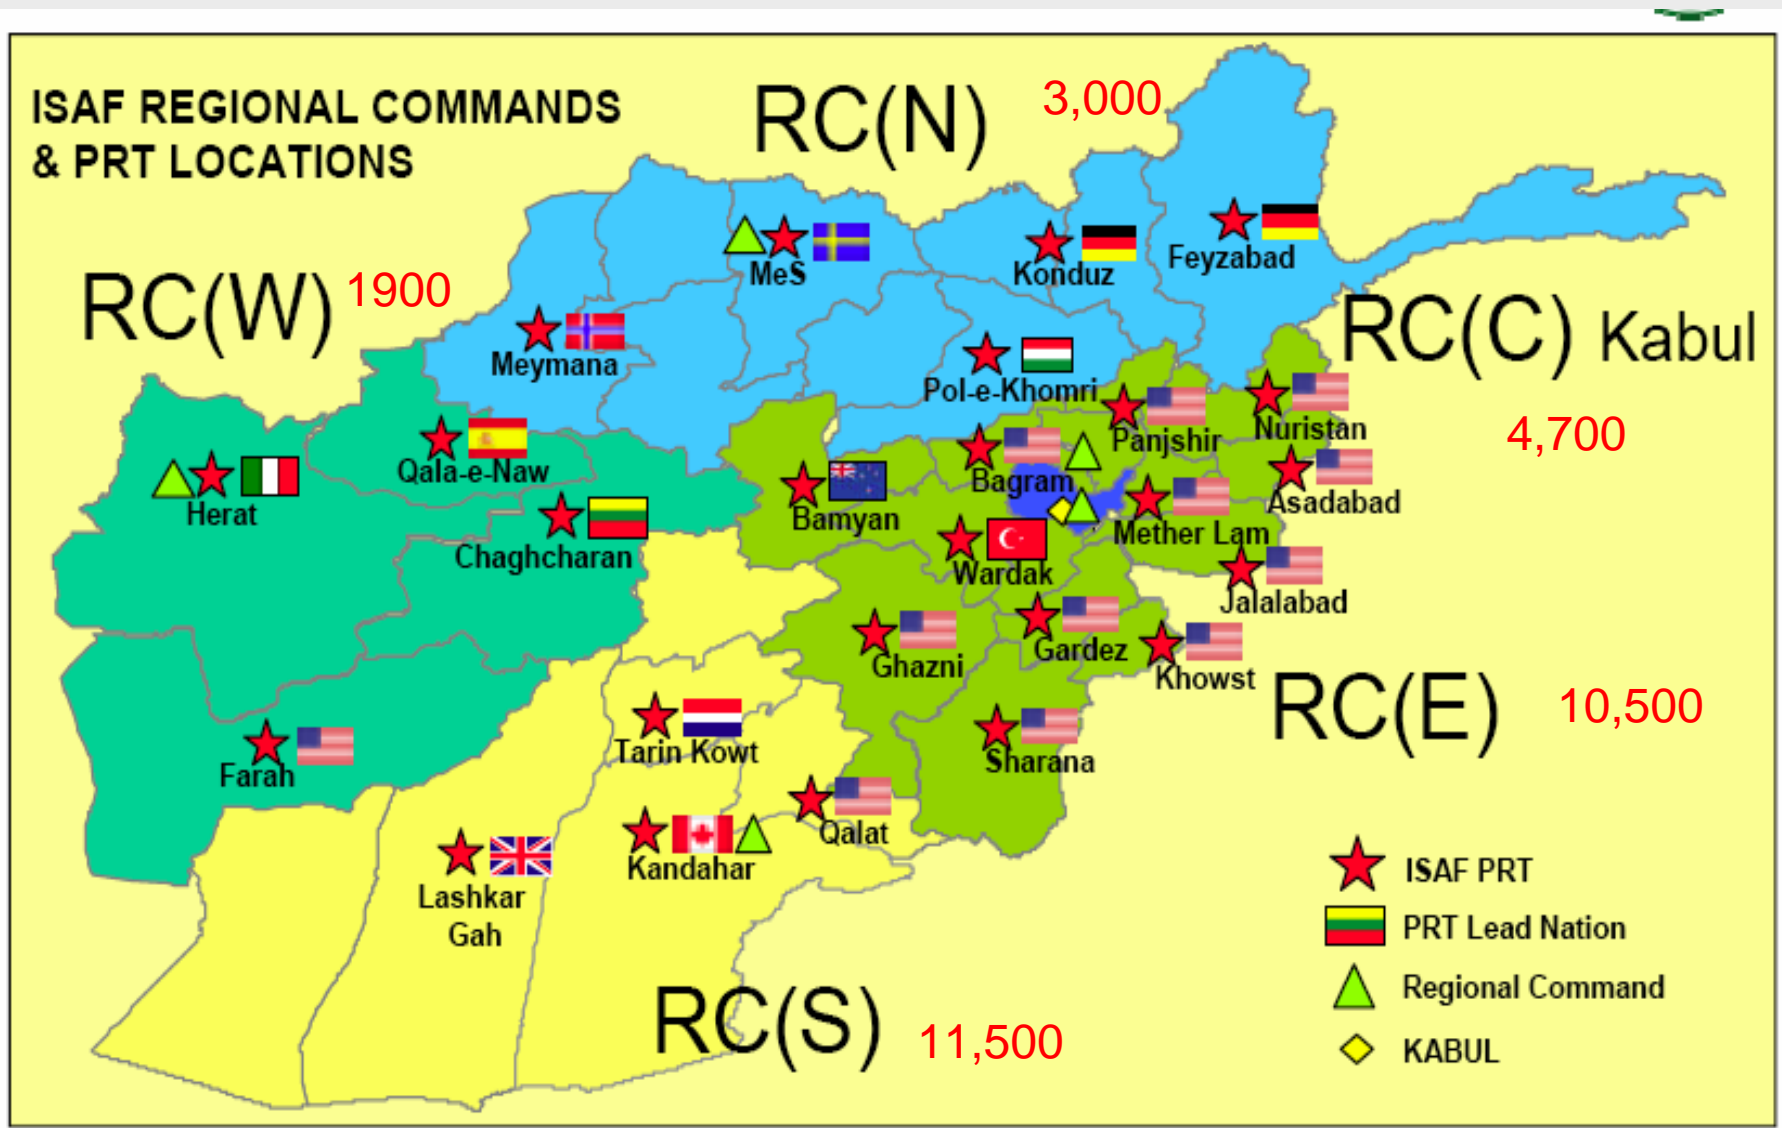 ISAF REGIONAL COMMANDS
& PRT LOCATIONS
RC(N)
3,000
RC(W)
1900
MeS
Konduz
Feyzabad
Meymana
Pol-e-Khomri
RC(C) Kabul
4,700
Qala-e-Naw
Herat
Chaghcharan
Farah
Panjshir
Nuristan
Bagram
Asadabad
Bamyan
Mether Lam
Wardak
Jalalabad
Ghazni
Gardez
Khowst
Sharana
RC(E)
10,500
Tarin Kowt
Qalat
Kandahar
Lashkar
Gah
RC(S)
11,500
ISAF PRT
PRT Lead Nation
Regional Command
KABUL